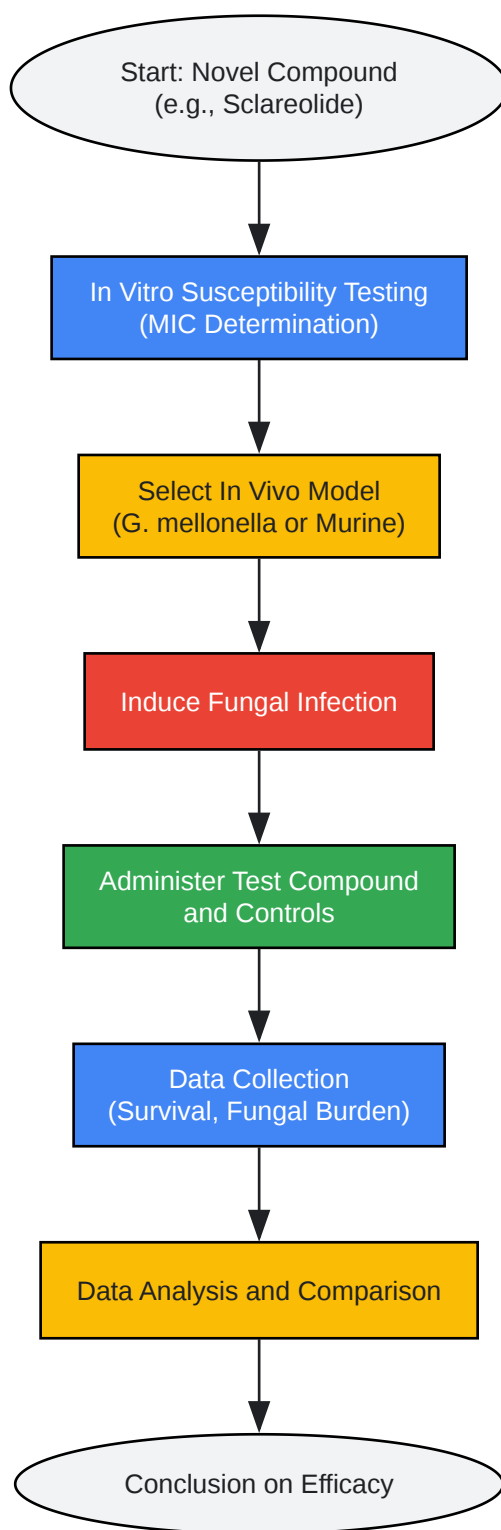 Start: Novel Compound
(e.g., Sclareolide)
In Vitro Susceptibility Testing
(MIC Determination)
Select In Vivo Model
(G. mellonella or Murine)
Induce Fungal Infection
Administer Test Compound
and Controls
Data Collection
(Survival, Fungal Burden)
Data Analysis and Comparison
Conclusion on Efficacy